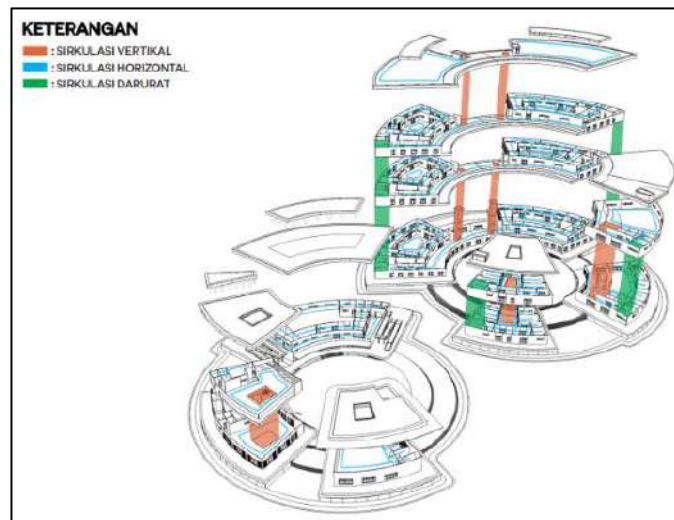 KETERANGAN
: SIRKULASI VERTIKAL
: SIRKULASI HORIZONTAL
: SIRKULASI DARURAT